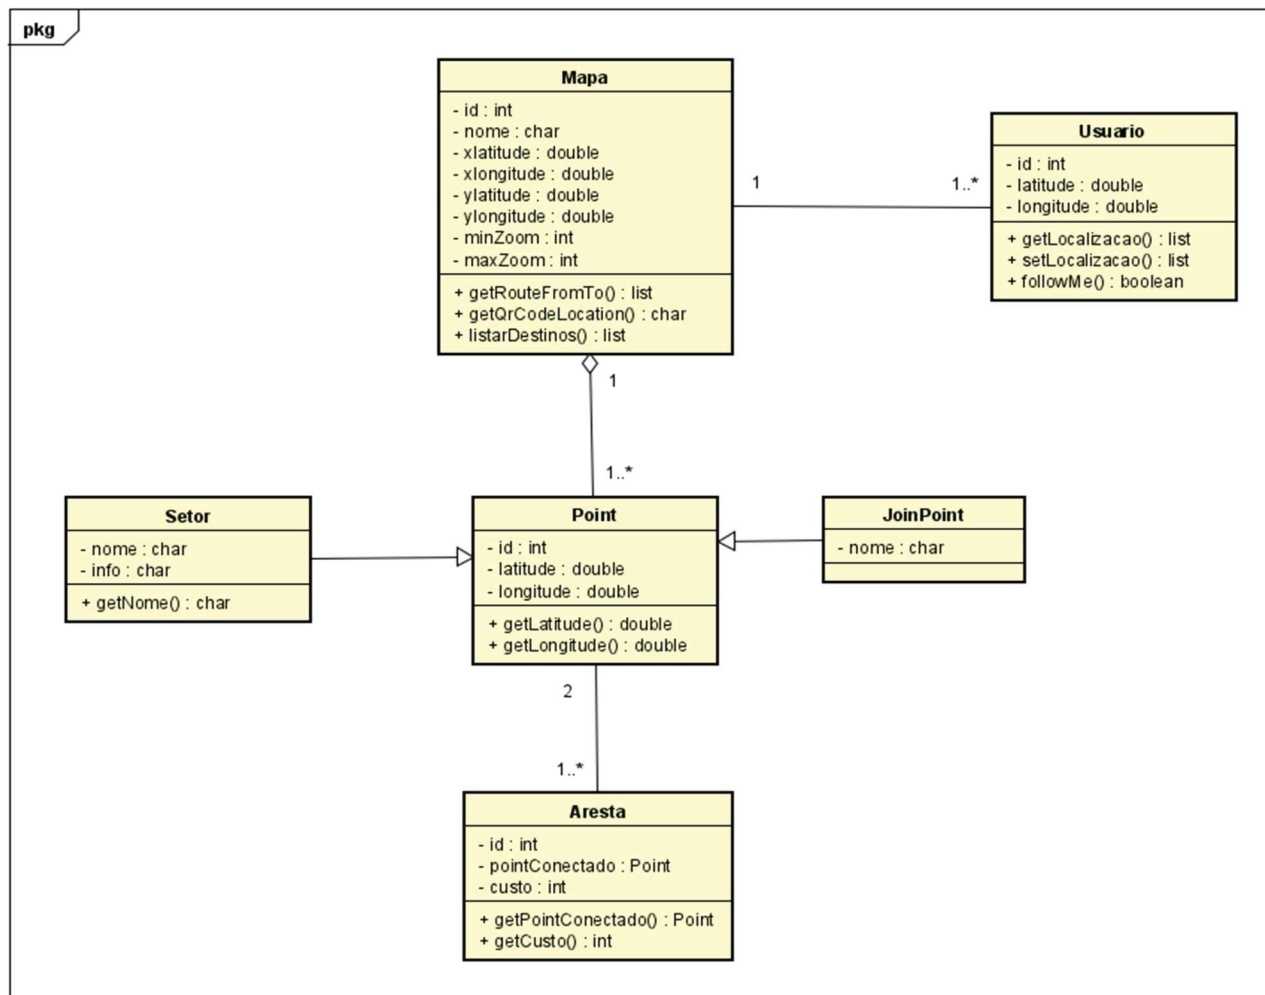 pkg
Mapa
- id : int
- nome : char
- xlatitude : double
- xlongitude : double
- ylatitude : double
- ylongitude : double
- minZoom : int
- maxZoom : int
+ getRouteFromTo() : list
+ getQrCodeLocation() : char
+ listarDestinos() : list
1
1..*
Usuario
- id : int
- latitude : double
- longitude : double
+ getLocalizacao() : list
+ setLocalizacao() : list
+ followMe() : boolean
1
1..*
Setor
- nome : char
- info : char
+ getNome() : char
Point
- id : int
- latitude : double
- longitude : double
+ getLatitude() : double
+ getLongitude() : double
JoinPoint
- nome : char
2
1..*
Aresta
- id : int
- pointConectado : Point
- custo : int
+ getPointConectado() : Point
+ getCusto() : int